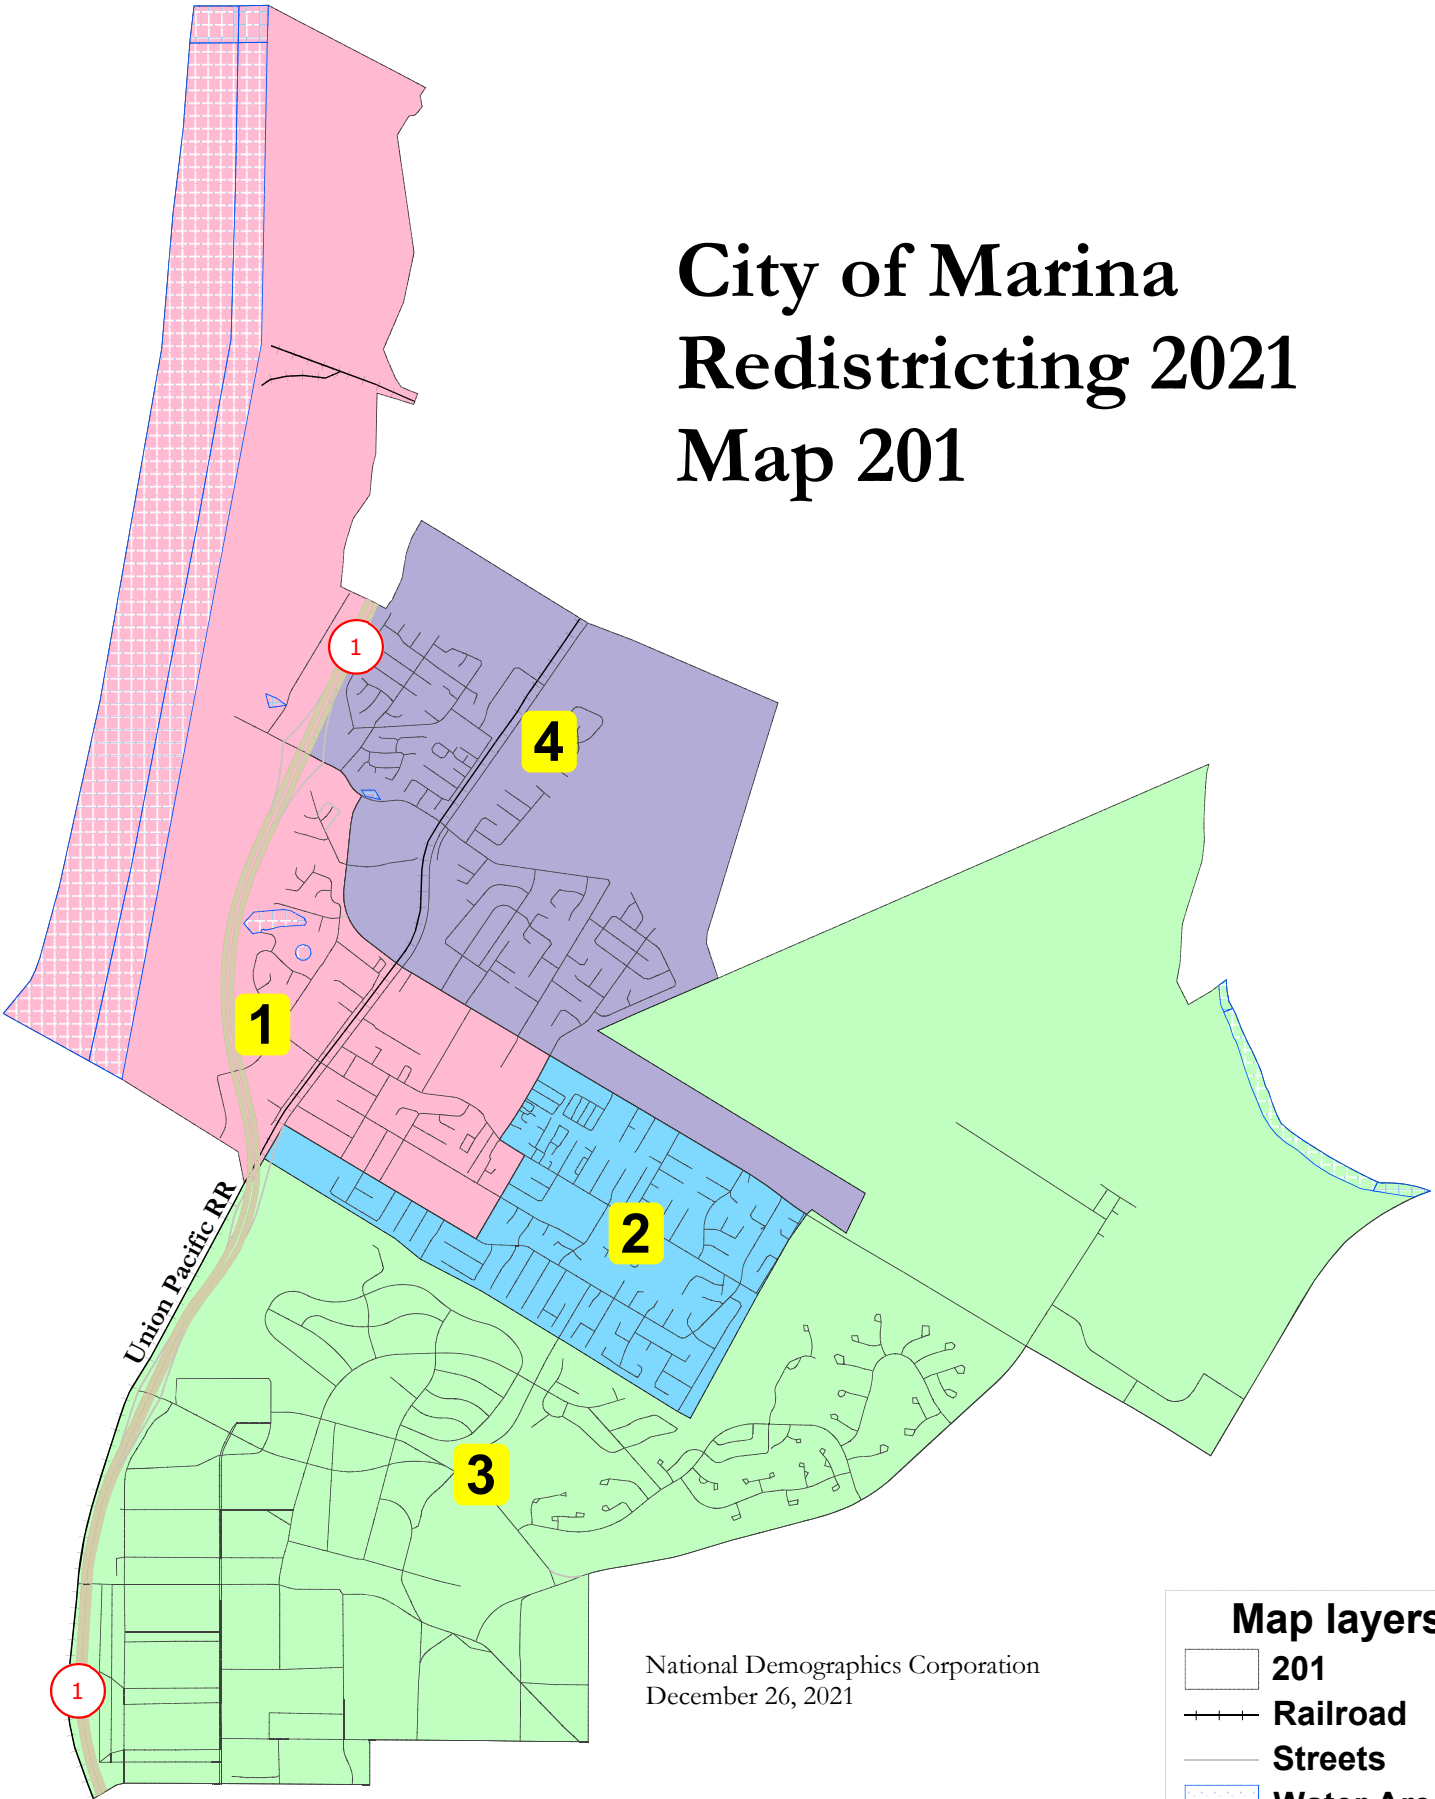 City of Marina
Redistricting 2021
Map 201
1
4
1
2
Union Pacific RR
3
1
National Demographics Corporation
December 26, 2021
Map layers
201
Railroad
Streets